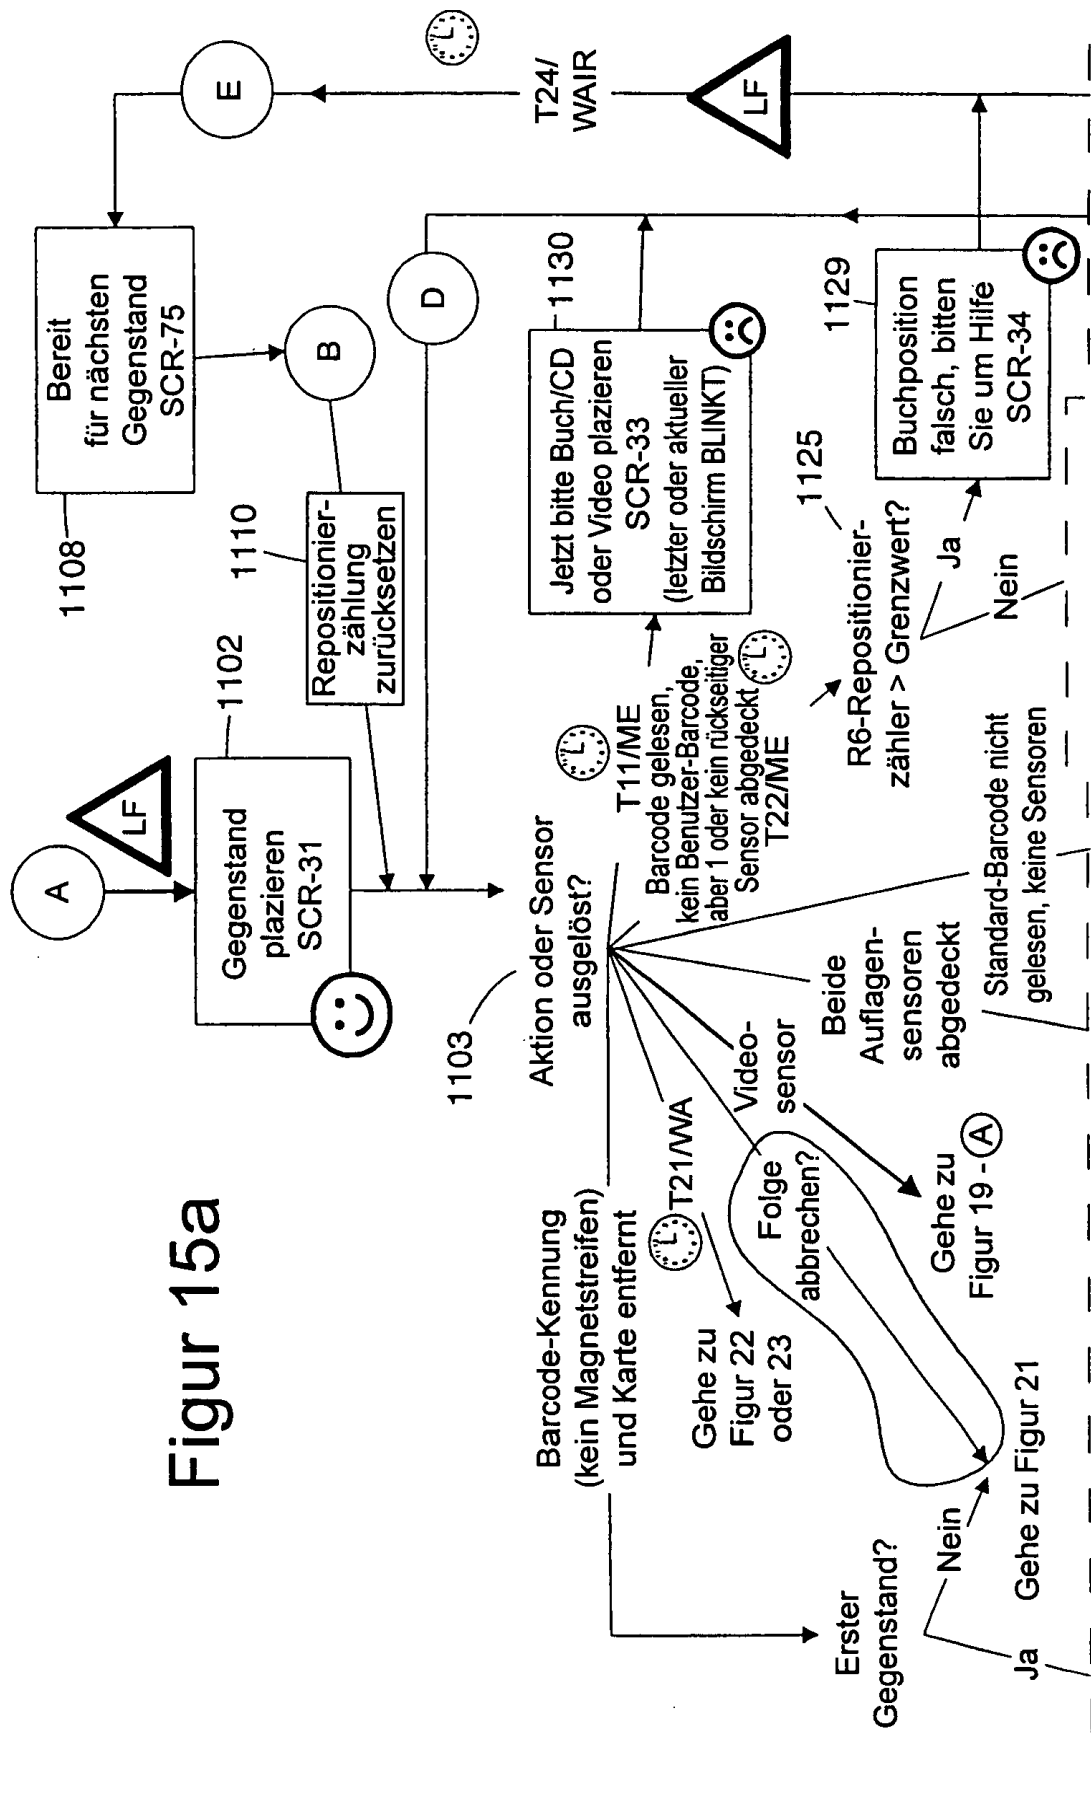 Figur 15a
A
LF
Gegenstand
plazieren
SCR-31
1102
1108
Bereit
für nächsten
Gegenstand
SCR-75
E
B
1110
Repositionier-
zählung
zurücksetzen
D
T24/
WAIR
LF
1103
Aktion oder Sensor
ausgelöst?
Barcode-Kennung
(kein Magnetstreifen)
und Karte entfernt
T21/WA
Gehe zu
Figur 22
oder 23
Folge
abbrechen?
Video-
sensor
Gehe zu
Figur 19 - A
Beide
Auflagen-
sensoren
abgedeckt
Standard-Barcode nicht
gelesen, keine Sensoren
T11/ME
Barcode gelesen,
kein Benutzer-Barcode,
aber 1 oder kein rückseitiger
Sensor abgedeckt
T22/ME
1130
Jetzt bitte Buch/CD
oder Video plazieren
SCR-33
(letzter oder aktueller
Bildschirm BLINKT)
1125
R6-Repositionier-
zähler > Grenzwert?
Ja
Nein
1129
Buchposition
falsch, bitten
Sie um Hilfe
SCR-34
Erster
Gegenstand?
Nein
Ja
Gehe zu Figur 21